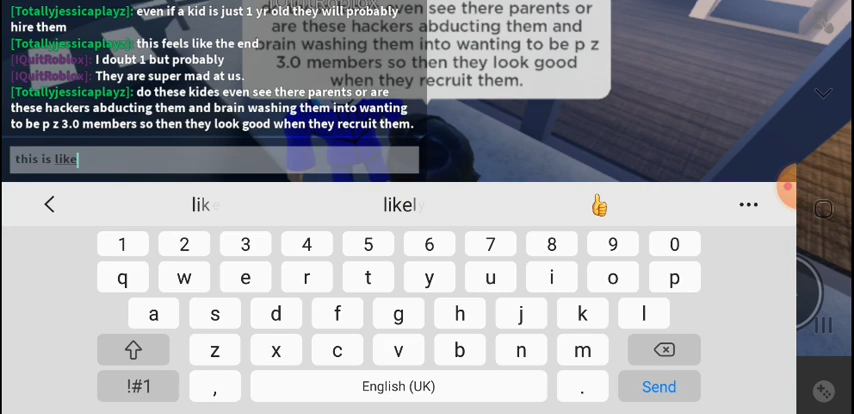 [Totallyjessicaplayz]: even if a kid is just 1 yr old they will probably
hire them
[Totallyjessicaplayz]: this feels like the end
[IQuitRoblox]: I doubt 1 but probably
[IQuitRoblox]: They are super mad at us.
[Totallyjessicaplayz]: do these kides even see there parents or are
these hackers abducting them and brain washing them into wanting
to be p z 3.0 members so then they look good when they recruit them.
even see there parents or
are these hackers abducting them and
brain washing them into wanting to be p z
3.0 members so then they look good
when they recruit them.
this is like
like likely 👍 •••
1 2 3 4 5 6 7 8 9 0
q w e r t y u i o p
a s d f g h j k l
z x c v b n m
!#1 , English (UK) . Send